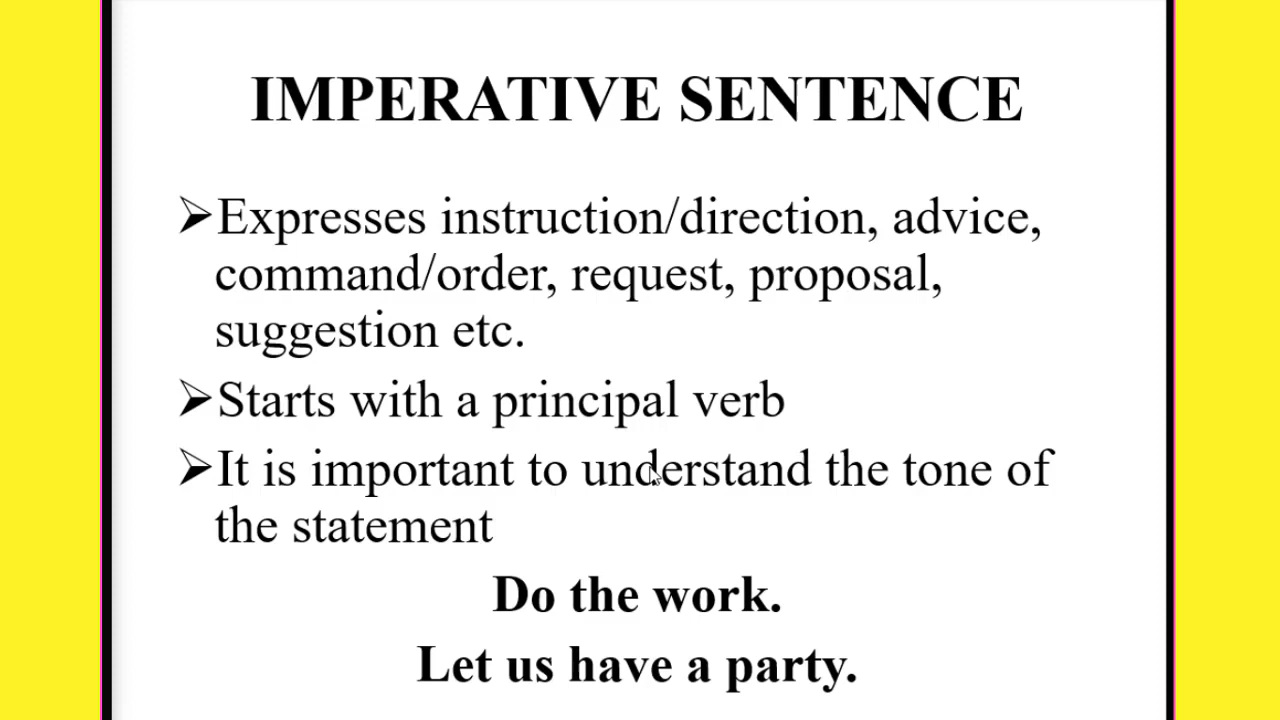 IMPERATIVE SENTENCE
➢Expresses instruction/direction, advice,
command/order, request, proposal,
suggestion etc.
➢Starts with a principal verb
➢It is important to understand the tone of
the statement
Do the work.
Let us have a party.